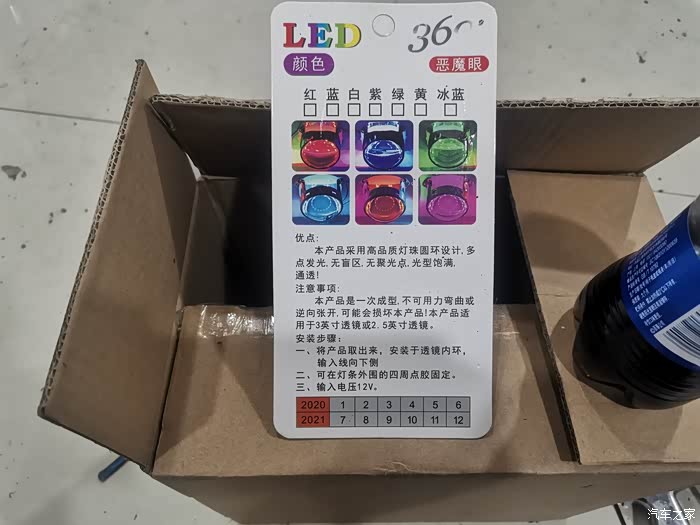 LED 360°
颜色 恶魔眼
红 蓝 白 紫 绿 黄 冰蓝
优点:
本产品采用高品质灯珠圆环设计,多
点发光,无盲区,无聚光点,光型饱满,
通透!
注意事项:
本产品是一次成型,不可用力弯曲或
逆向张开,可能会损坏本产品!本产品适
用于3英寸透镜或2.5英寸透镜。
安装步骤:
一、将产品取出来,安装于透镜内环,
输入线向下侧
二、可在灯条外围的四周点胶固定。
三、输入电压12V。
2020 1 2 3 4 5 6
2021 7 8 9 10 11 12
汽车之家